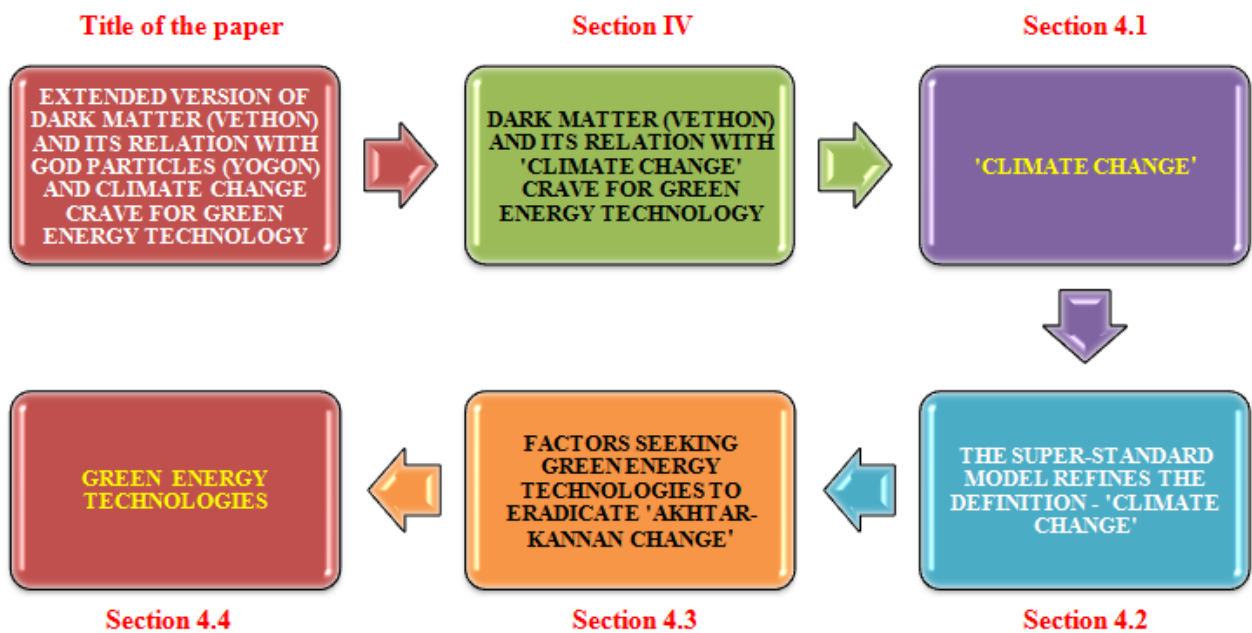 Title of the paper
Section IV
Section 4.1
EXTENDED VERSION OF
DARK MATTER (VETHON)
AND ITS RELATION WITH
GOD PARTICLES (YOGON)
AND CLIMATE CHANGE
CRAVE FOR GREEN
ENERGY TECHNOLOGY
DARK MATTER (VETHON)
AND ITS RELATION WITH
'CLIMATE CHANGE'
CRAVE FOR GREEN
ENERGY TECHNOLOGY
'CLIMATE CHANGE'
THE SUPER-STANDARD
MODEL REFINES THE
DEFINITION - 'CLIMATE
CHANGE'
FACTORS SEEKING
GREEN ENERGY
TECHNOLOGIES TO
ERADICATE 'AKHTAR-
KANNAN CHANGE'
GREEN ENERGY
TECHNOLOGIES
Section 4.4
Section 4.3
Section 4.2